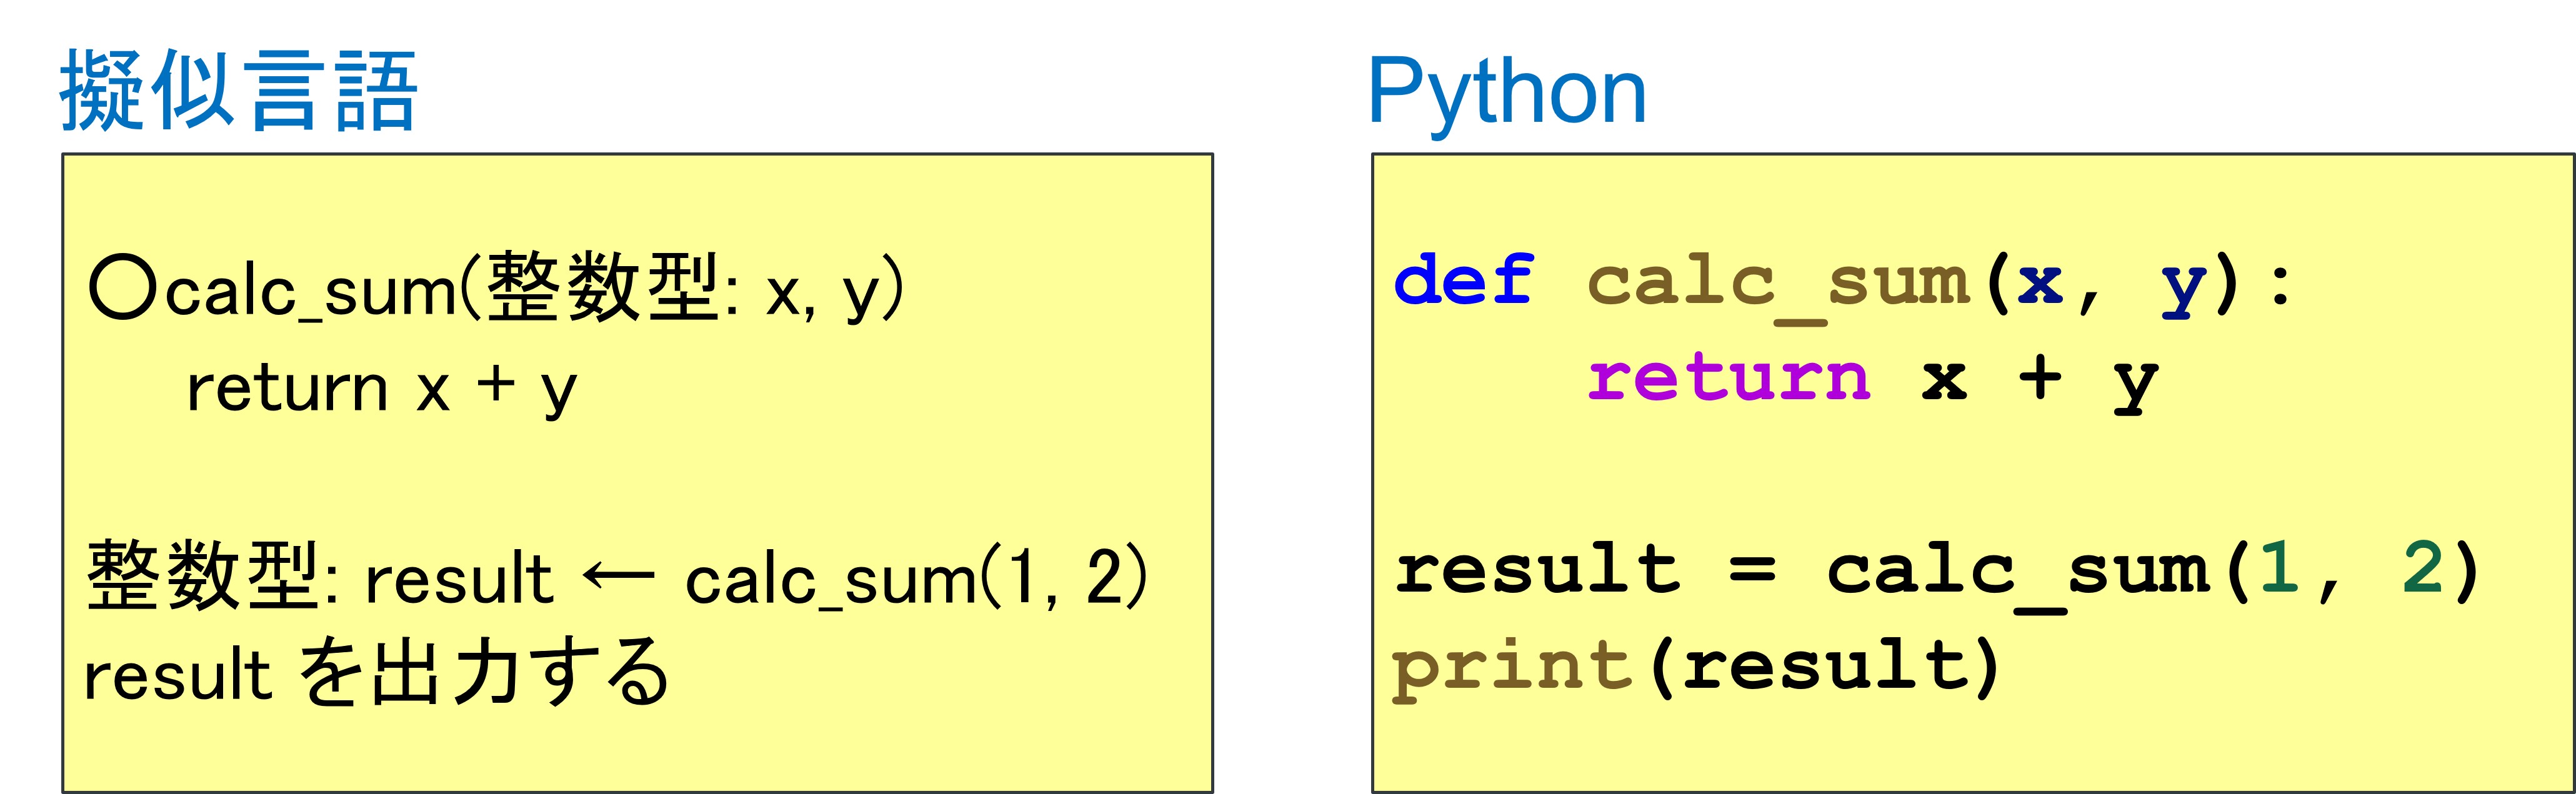 擬似言語
〇calc_sum(整数型: x, y)
return x + y
整数型: result ← calc_sum(1, 2)
result を出力する
Python
def calc_sum(x, y):
return x + y
result = calc_sum(1, 2)
print(result)